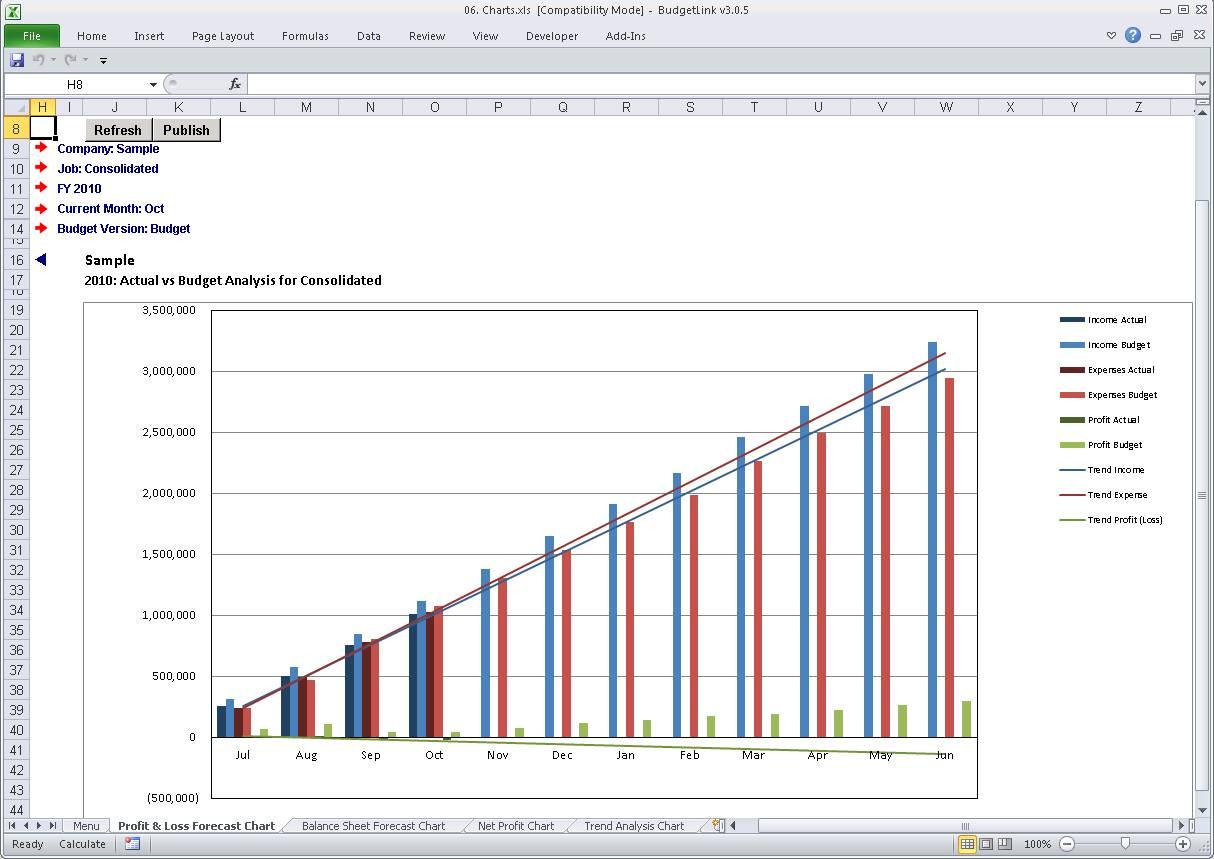 06. Charts.xls [Compatibility Mode] - BudgetLink v3.0.5
File Home Insert Page Layout Formulas Data Review View Developer Add-Ins
H8 fx
H I J K L M N O P Q R S T U V W X Y Z
8 Refresh Publish
9 Company: Sample
10 Job: Consolidated
11 FY 2010
12 Current Month: Oct
14 Budget Version: Budget
15
16 Sample
17 2010: Actual vs Budget Analysis for Consolidated
18
19 3,500,000 Income Actual
20
21 Income Budget
22 3,000,000 Expenses Actual
23 Expenses Budget
24
25 2,500,000 Profit Actual
26 Profit Budget
27 Trend Income
28 2,000,000 Trend Expense
29
30 Trend Profit (Loss)
31 1,500,000
32
33
34 1,000,000
35
36
37 500,000
38
39
40 0
41 Jul Aug Sep Oct Nov Dec Jan Feb Mar Apr May Jun
42
43 (500,000)
44
Menu Profit & Loss Forecast Chart Balance Sheet Forecast Chart Net Profit Chart Trend Analysis Chart
Ready Calculate 100%